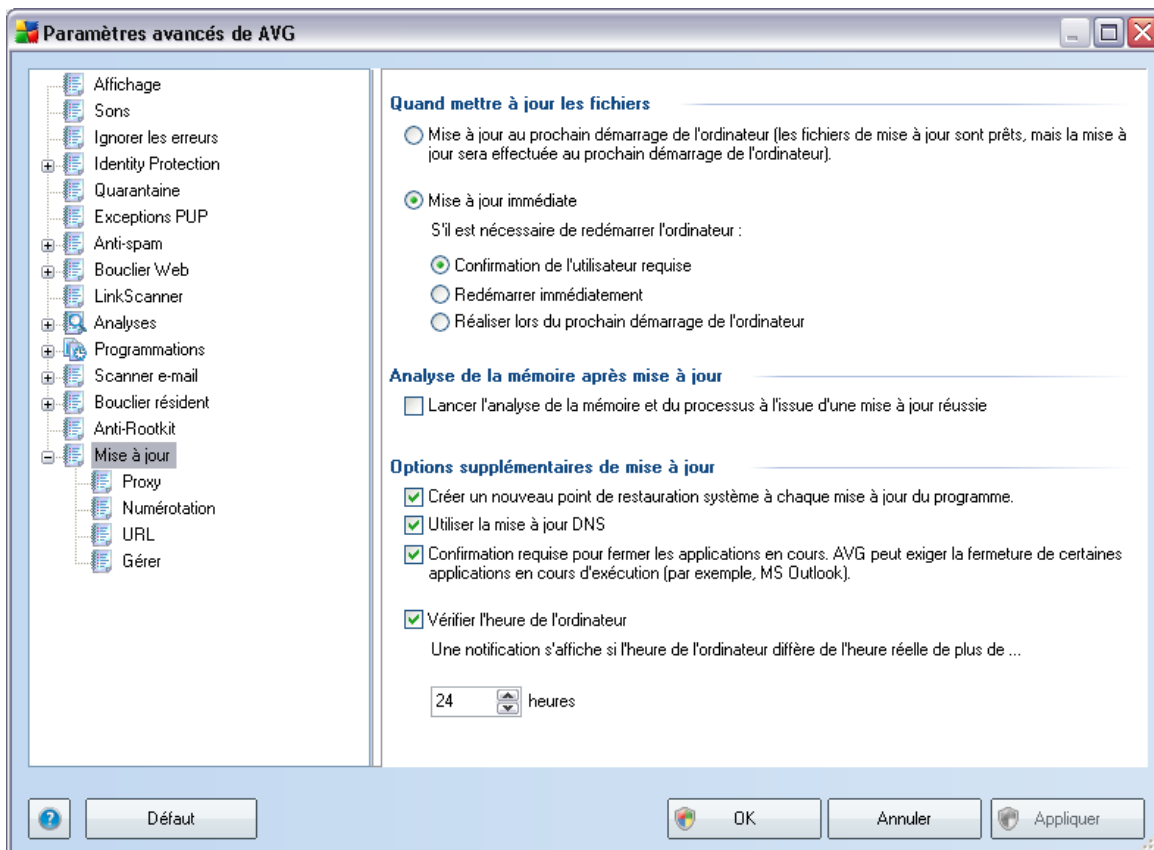 Paramètres avancés de AVG
Affichage
Sons
Ignorer les erreurs
Identity Protection
Quarantaine
Exceptions PUP
Anti-spam
Bouclier Web
LinkScanner
Analyses
Programmations
Scanner e-mail
Bouclier résident
Anti-Rootkit
Mise à jour
Proxy
Numérotation
URL
Gérer
Quand mettre à jour les fichiers
Mise à jour au prochain démarrage de l'ordinateur (les fichiers de mise à jour sont prêts, mais la mise à
jour sera effectuée au prochain démarrage de l'ordinateur).
Mise à jour immédiate
S'il est nécessaire de redémarrer l'ordinateur :
Confirmation de l'utilisateur requise
Redémarrer immédiatement
Réaliser lors du prochain démarrage de l'ordinateur
Analyse de la mémoire après mise à jour
Lancer l'analyse de la mémoire et du processus à l'issue d'une mise à jour réussie
Options supplémentaires de mise à jour
Créer un nouveau point de restauration système à chaque mise à jour du programme.
Utiliser la mise à jour DNS
Confirmation requise pour fermer les applications en cours. AVG peut exiger la fermeture de certaines
applications en cours d'exécution (par exemple, MS Outlook).
Vérifier l'heure de l'ordinateur
Une notification s'affiche si l'heure de l'ordinateur diffère de l'heure réelle de plus de ...
24 heures
? Défaut OK Annuler Appliquer